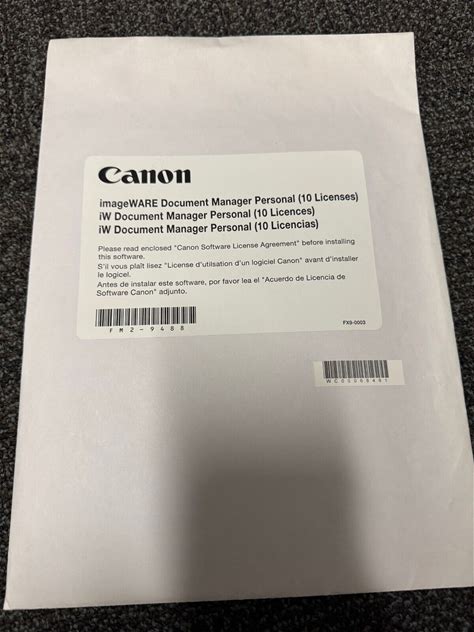 Canon
imageWARE Document Manager Personal (10 Licenses)
iW Document Manager Personal (10 Licences)
iW Document Manager Personal (10 Licencias)
Please read enclosed "Canon Software License Agreement" before installing
this software.
S'il vous plaît lisez "License d'utilsation d'un logiciel Canon" avant d'installer
le logiciel.
Antes de instalar este software, por favor lea el "Acuerdo de Licencia de
Software Canon" adjunto.
FM2-9488
FX9-0003